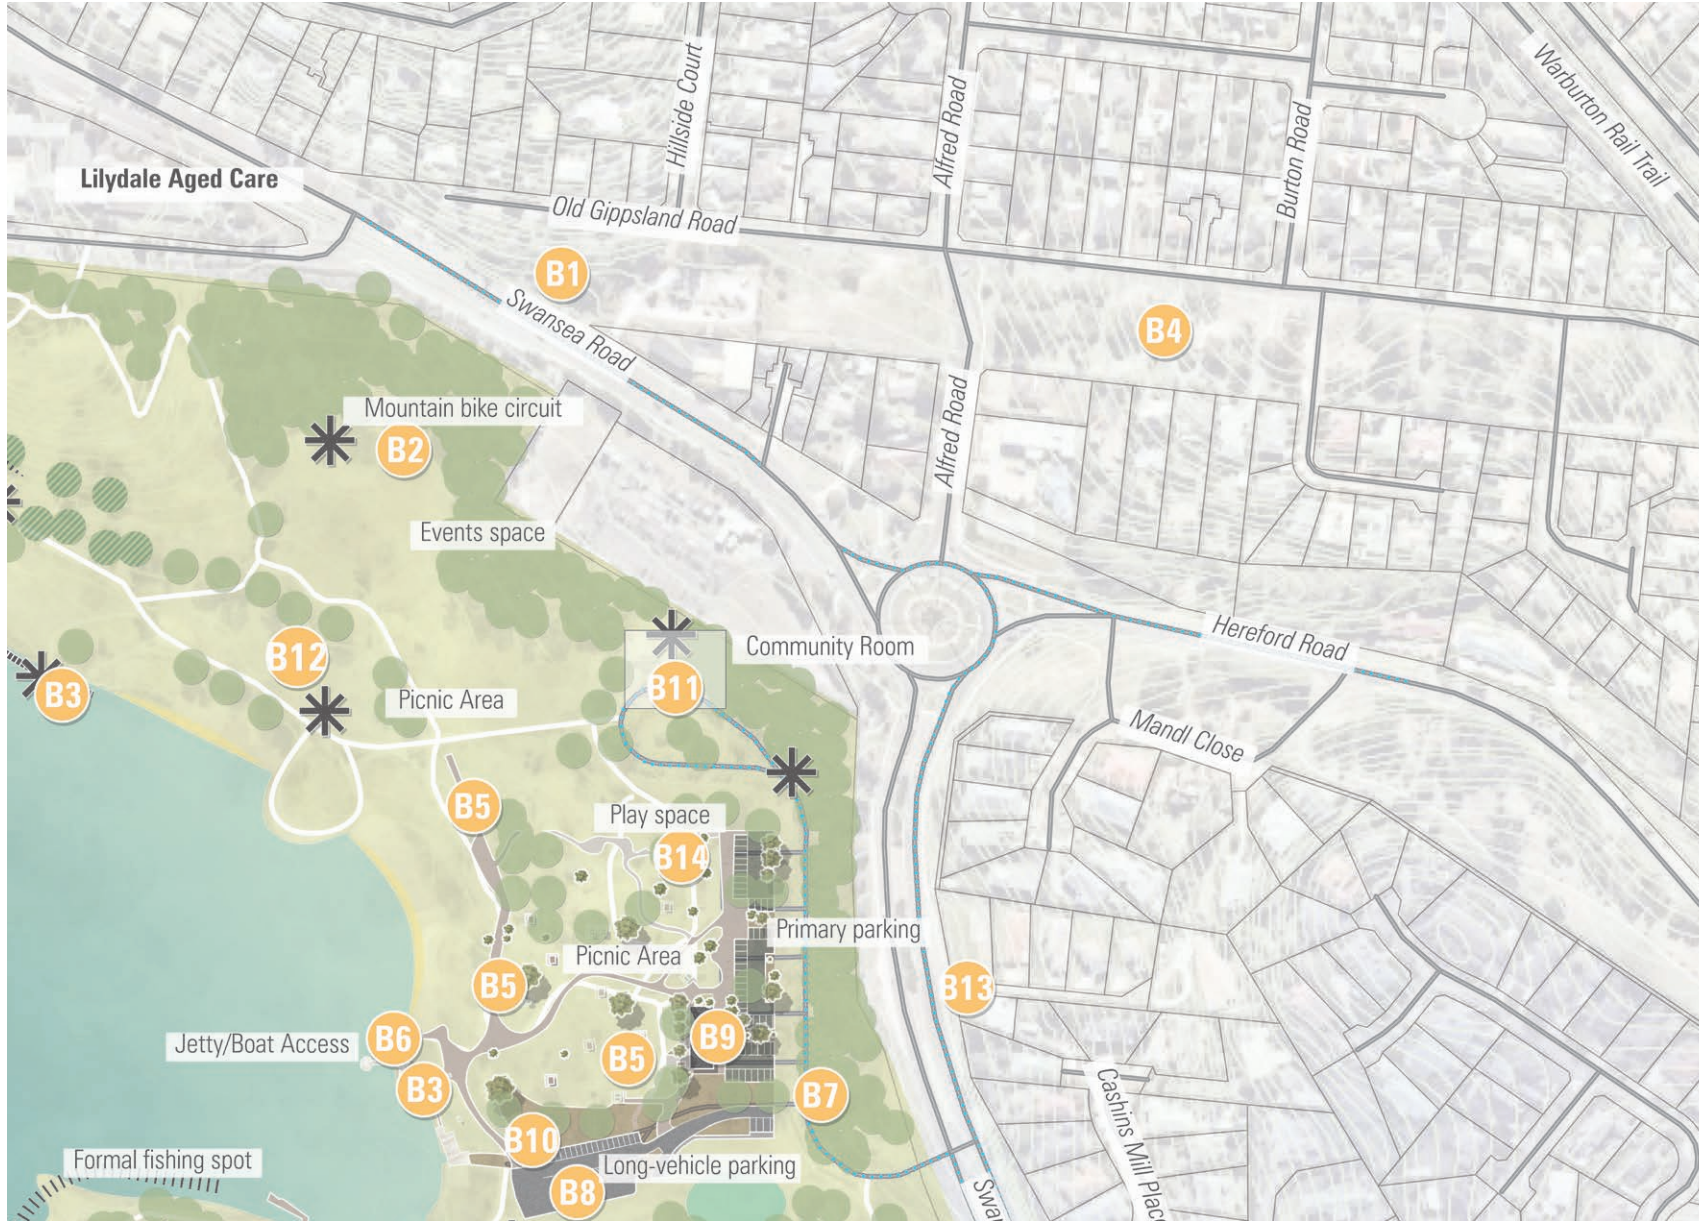 Warburton Rail Trail
Hillside Court
Alfred Road
Burton Road
Lilydale Aged Care
Old Gippsland Road
B1
Swansea Road
B4
Mountain bike circuit
B2
Alfred Road
Events space
Hereford Road
Community Room
B12
B3
B11
Picnic Area
Mandl Close
B5
Play space
B14
Primary parking
Picnic Area
B5
B13
B6
B9
Jetty/Boat Access
B5
B3
B7
Cashins Mill Place
B10
Formal fishing spot
Long-vehicle parking
B8
Swa